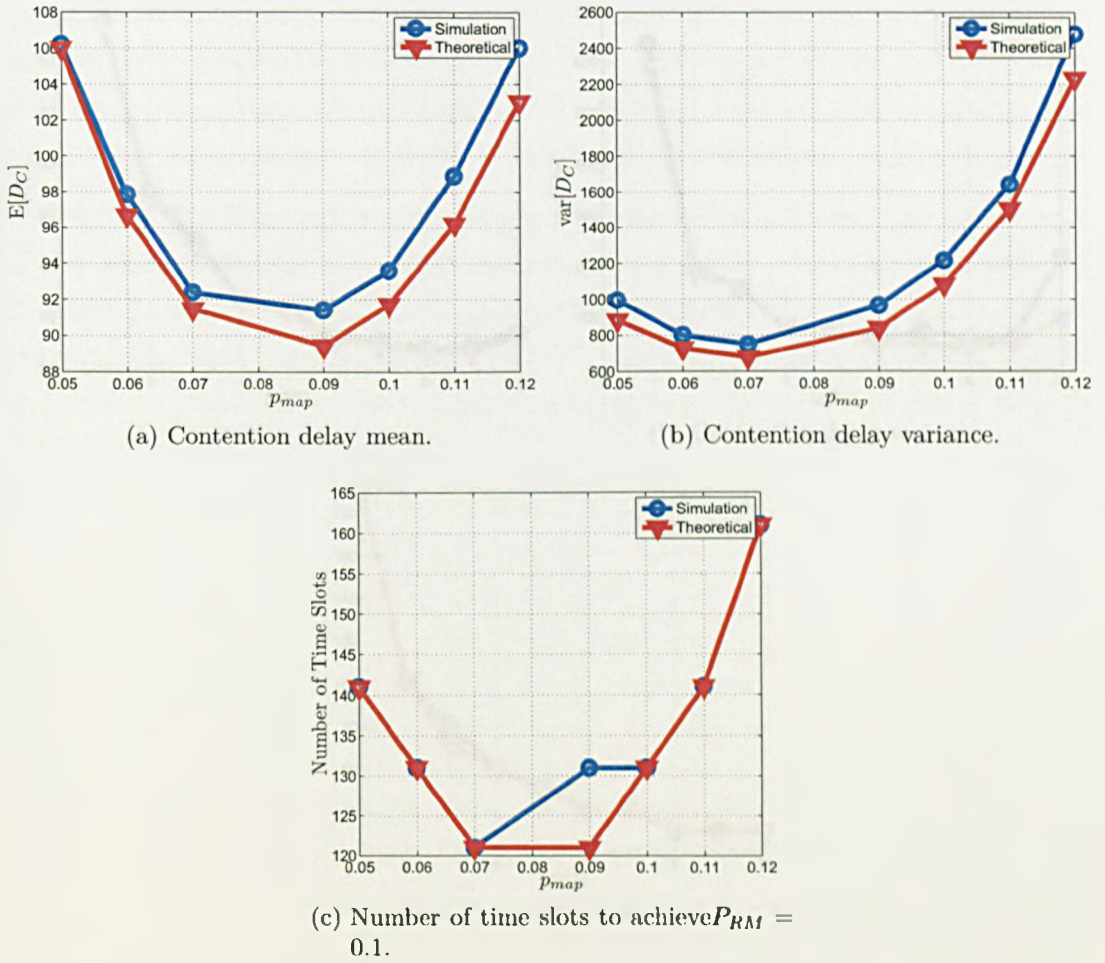 108
106
104
102
100
98
96
94
92
90
88
E[D_C]
0.05 0.06 0.07 0.08 0.09 0.1 0.11 0.12
p_map
Simulation
Theoretical
(a) Contention delay mean.
2600
2400
2200
2000
1800
1600
1400
1200
1000
800
600
var[D_C]
0.05 0.06 0.07 0.08 0.09 0.1 0.11 0.12
p_map
Simulation
Theoretical
(b) Contention delay variance.
165
160
155
150
145
140
135
130
125
120
Number of Time Slots
0.05 0.06 0.07 0.08 0.09 0.1 0.11 0.12
p_map
Simulation
Theoretical
(c) Number of time slots to achieveP_RM =
0.1.